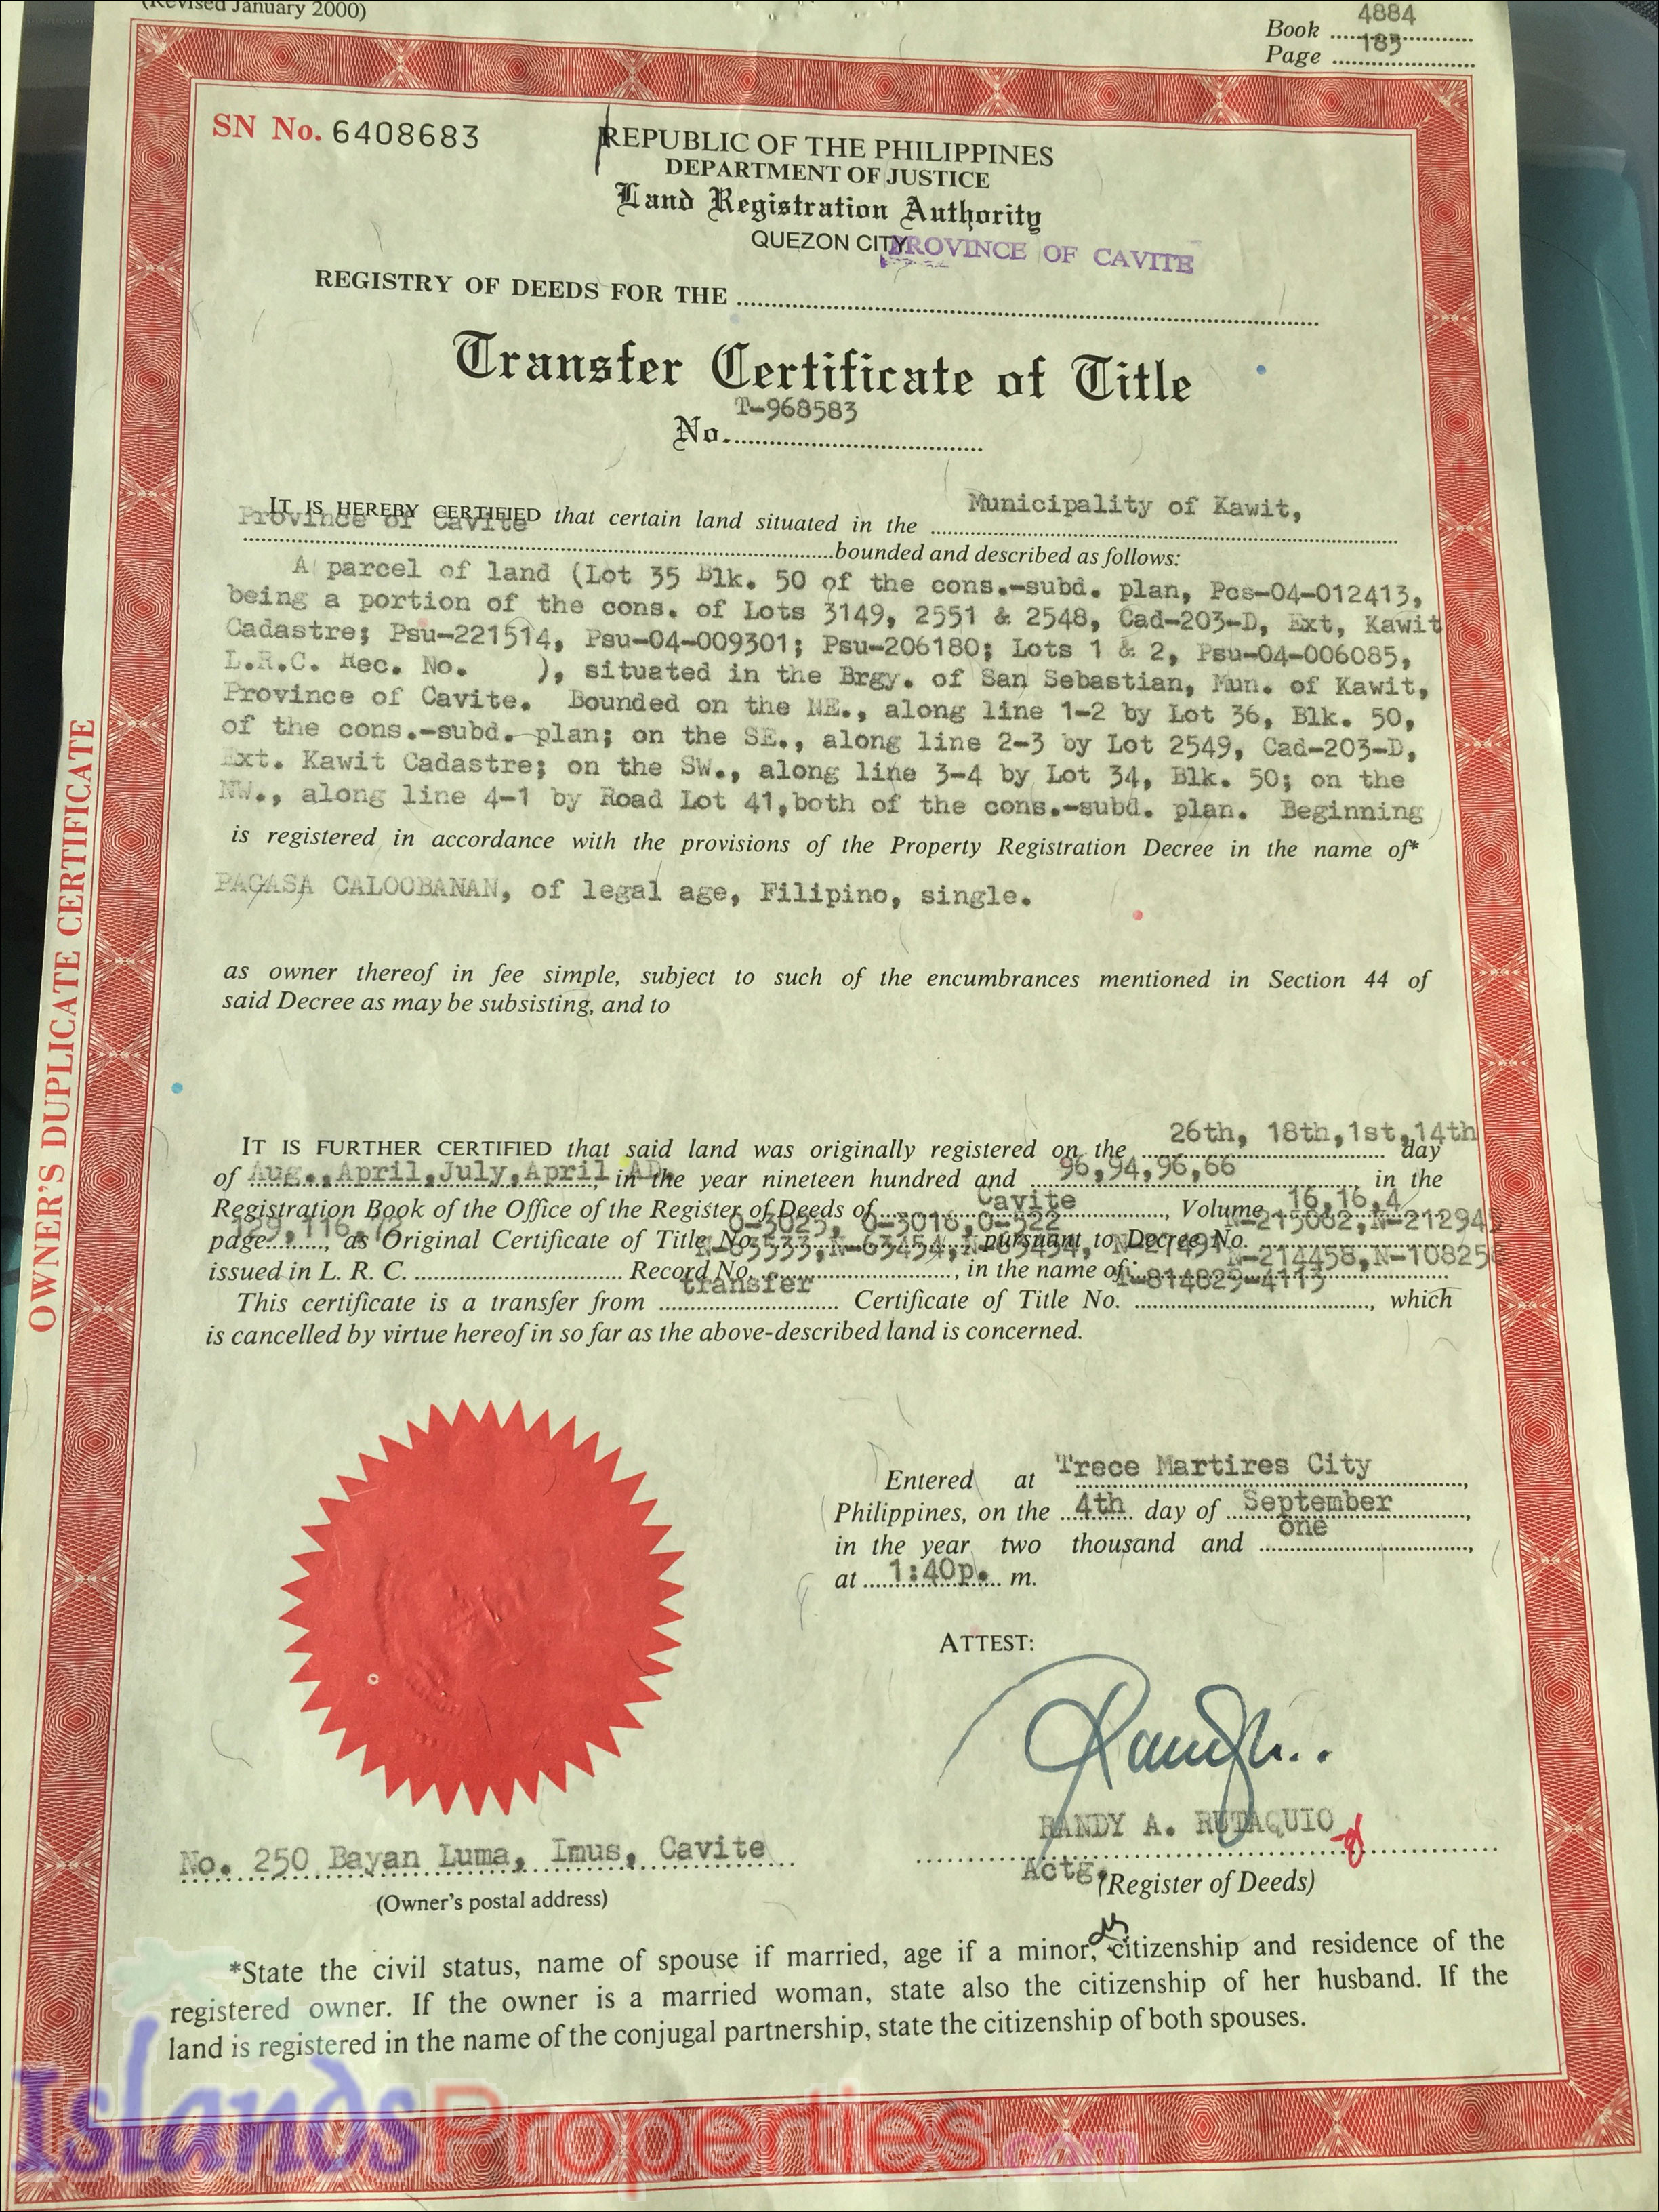 (Revised January 2000)
Book 4884
Page 183
SN No. 6408683
REPUBLIC OF THE PHILIPPINES
DEPARTMENT OF JUSTICE
Land Registration Authority
QUEZON CITY
PROVINCE OF CAVITE
REGISTRY OF DEEDS FOR THE
Transfer Certificate of Title
No. T-968583
IT IS HEREBY CERTIFIED that certain land situated in the Municipality of Kawit,
Province of Cavite bounded and described as follows:
A parcel of land (Lot 35 Blk. 50 of the cons.-subd. plan, Pcs-04-012413,
being a portion of the cons. of Lots 3149, 2551 & 2548, Cad-203-D, Ext, Kawit
Cadastre; Psu-221514, Psu-04-009301; Psu-206180; Lots 1 & 2, Psu-04-006085,
L.R.C. Rec. No. ), situated in the Brgy. of San Sebastian, Mun. of Kawit,
Province of Cavite. Bounded on the NE., along line 1-2 by Lot 36, Blk. 50,
of the cons.-subd. plan; on the SE., along line 2-3 by Lot 2549, Cad-203-D,
Ext. Kawit Cadastre; on the SW., along line 3-4 by Lot 34, Blk. 50; on the
NW., along line 4-1 by Road Lot 41,both of the cons.-subd. plan. Beginning
is registered in accordance with the provisions of the Property Registration Decree in the name of*
PAGASA CALOOBANAN, of legal age, Filipino, single.
as owner thereof in fee simple, subject to such of the encumbrances mentioned in Section 44 of
said Decree as may be subsisting, and to
IT IS FURTHER CERTIFIED that said land was originally registered on the 26th, 18th,1st,14th day
of Aug.,April,July,April AD, in the year nineteen hundred and 96,94,96,66, in the
Registration Book of the Office of the Register of Deeds of Cavite, Volume 16,16,4
page 129,116,72, as Original Certificate of Title No. O-3025, O-3016,O-522 pursuant to Decree No. N-215082,N-212945
N-214458,N-108258
issued in L. R. C. Record No. N-63533,N-63454, in the name of
This certificate is a transfer from transfer Certificate of Title No. T-814829-4113, which
is cancelled by virtue hereof in so far as the above-described land is concerned.
Entered at Trece Martires City,
Philippines, on the 4th day of September,
in the year two thousand and one,
at 1:40p. m.
ATTEST:
RANDY A. RUTAQUIO
Actg.
(Register of Deeds)
No. 250 Bayan Luma, Imus, Cavite
(Owner's postal address)
*State the civil status, name of spouse if married, age if a minor, citizenship and residence of the
registered owner. If the owner is a married woman, state also the citizenship of her husband. If the
land is registered in the name of the conjugal partnership, state the citizenship of both spouses.
OWNER'S DUPLICATE CERTIFICATE
IslandsProperties.com